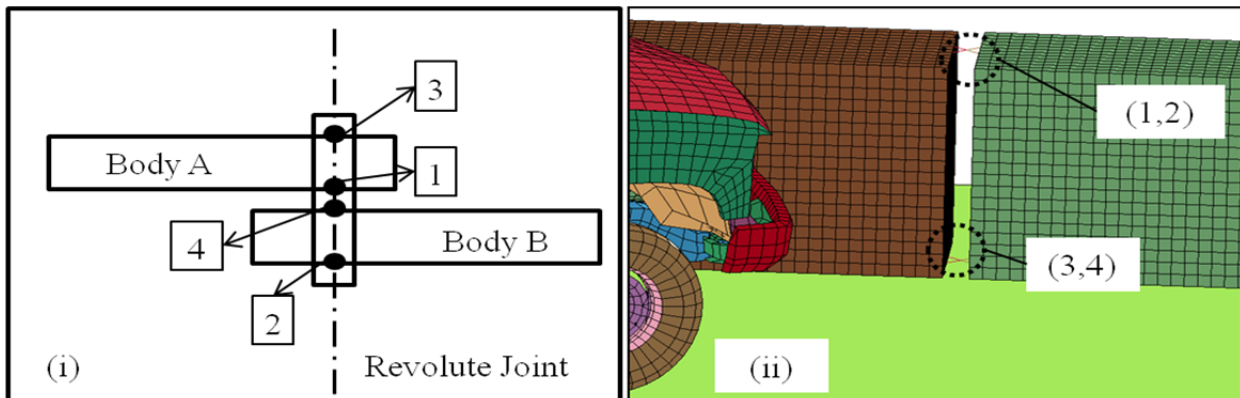 3
Body A
1
4
Body B
2
(i)
Revolute Joint
(1,2)
(3,4)
(ii)